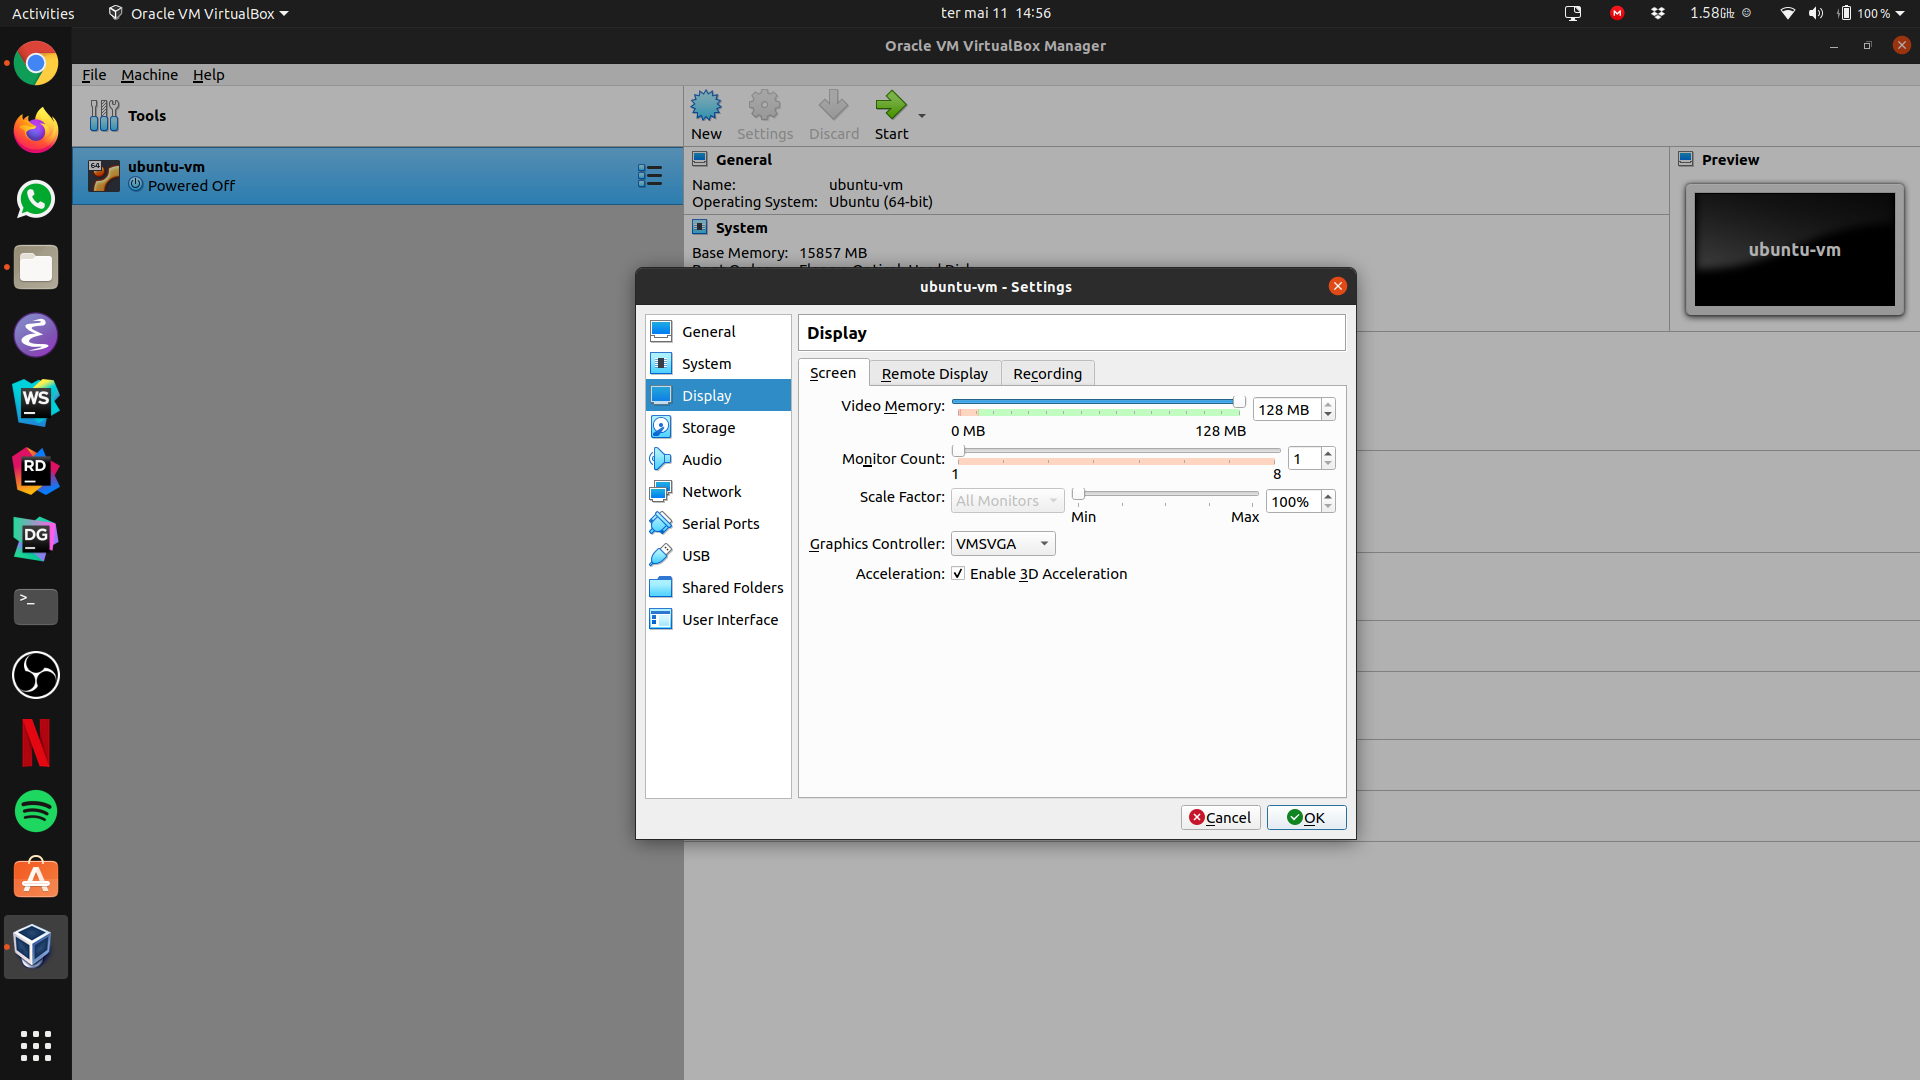 Activities
Oracle VM VirtualBox
ter mai 11 14:56
M
1.58GHz
100 %
Oracle VM VirtualBox Manager
File Machine Help
Tools
New
Settings
Discard
Start
64
ubuntu-vm
Powered Off
General
Name: ubuntu-vm
Operating System: Ubuntu (64-bit)
System
Base Memory: 15857 MB
Preview
ubuntu-vm
ubuntu-vm - Settings
General
System
Display
Storage
Audio
Network
Serial Ports
USB
Shared Folders
User Interface
Display
Screen
Remote Display
Recording
Video Memory:
128 MB
0 MB
128 MB
Monitor Count:
1
1
8
Scale Factor:
All Monitors
100%
Min
Max
Graphics Controller: VMSVGA
Acceleration: Enable 3D Acceleration
Cancel
OK
WS
RD
DG
>_
N